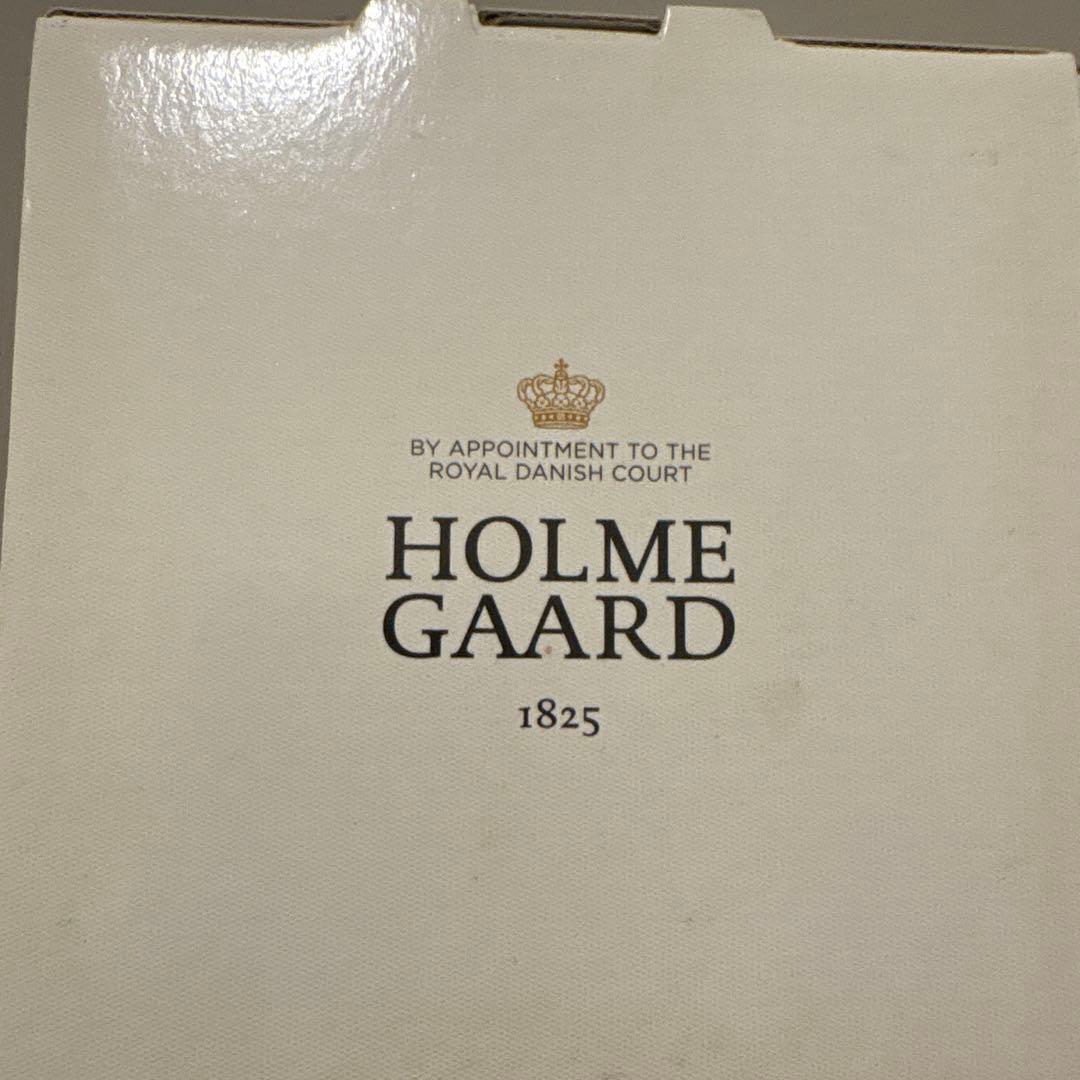 BY APPOINTMENT TO THE
ROYAL DANISH COURT
HOLME
GAARD
1825